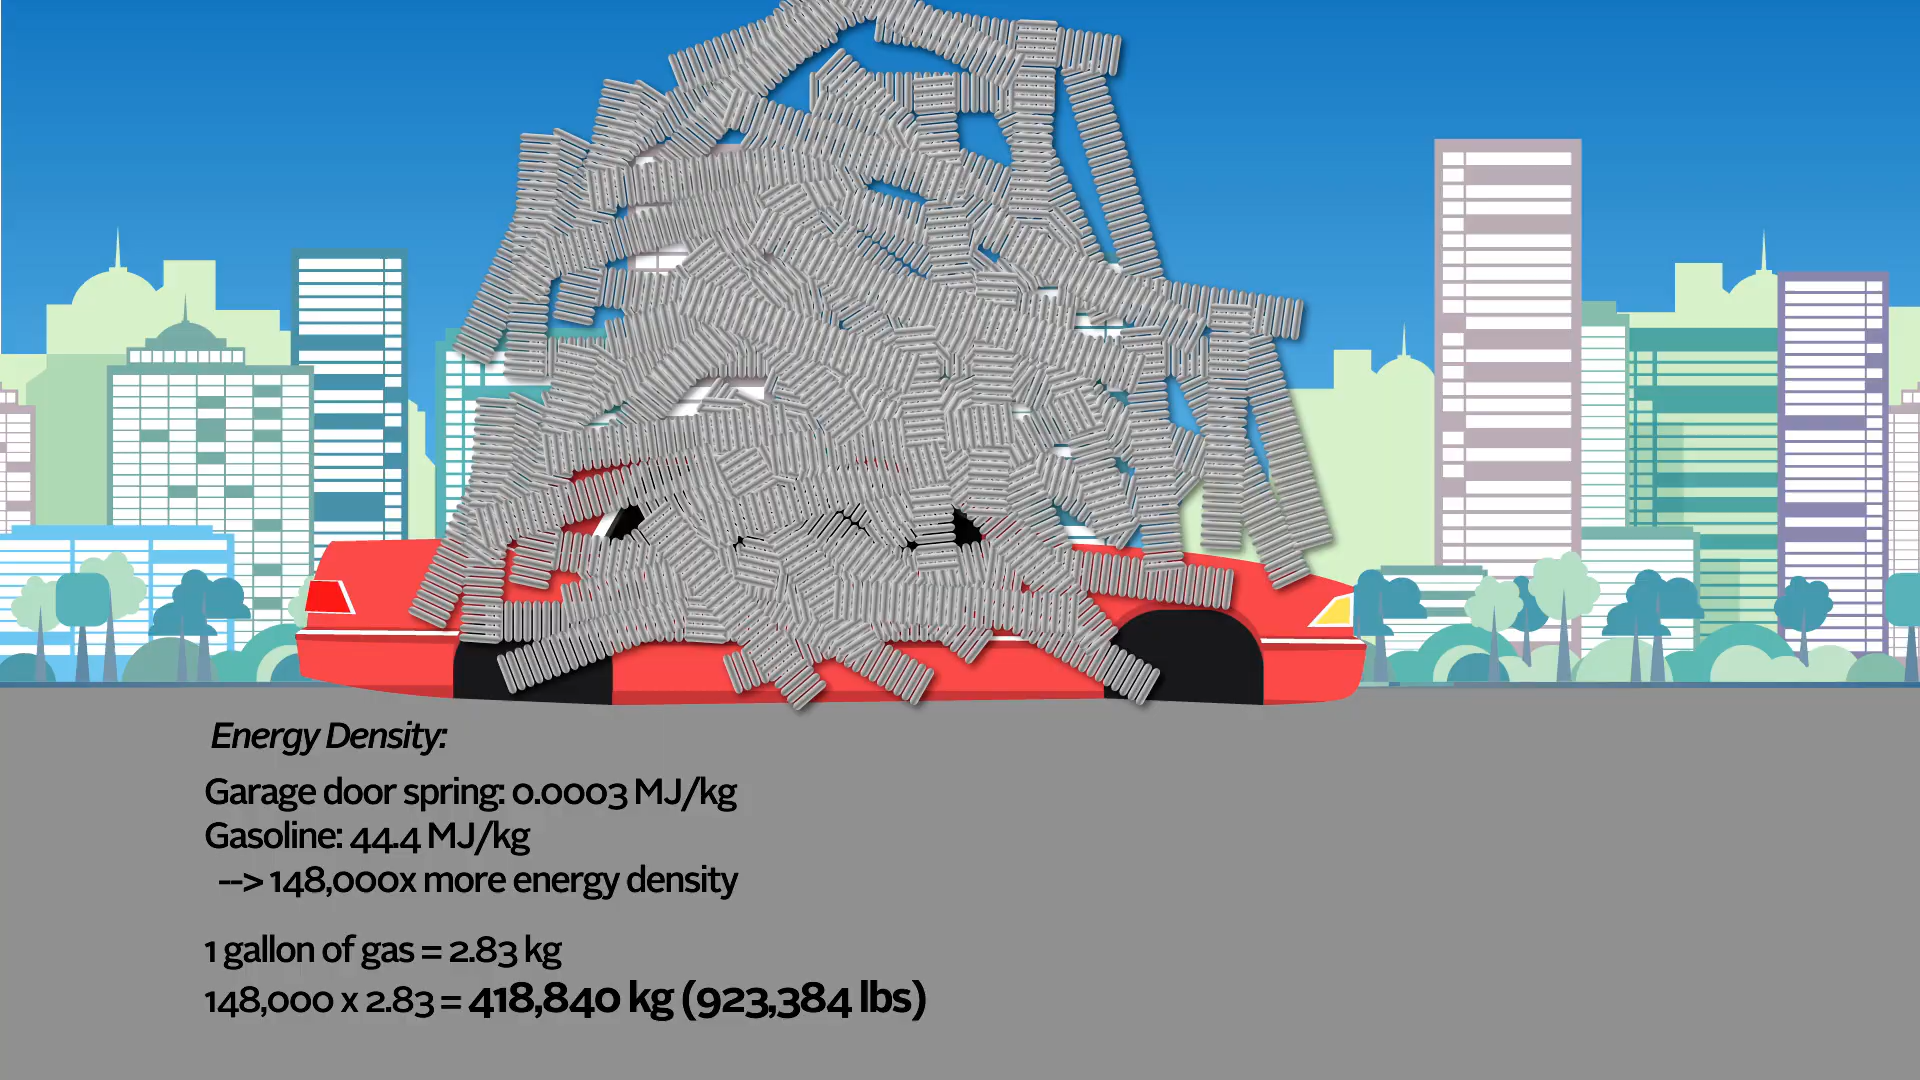 Energy Density:
Garage door spring: 0.0003 MJ/kg
Gasoline: 44.4 MJ/kg
--> 148,000x more energy density
1 gallon of gas = 2.83 kg
148,000 x 2.83 = 418,840 kg (923,384 lbs)